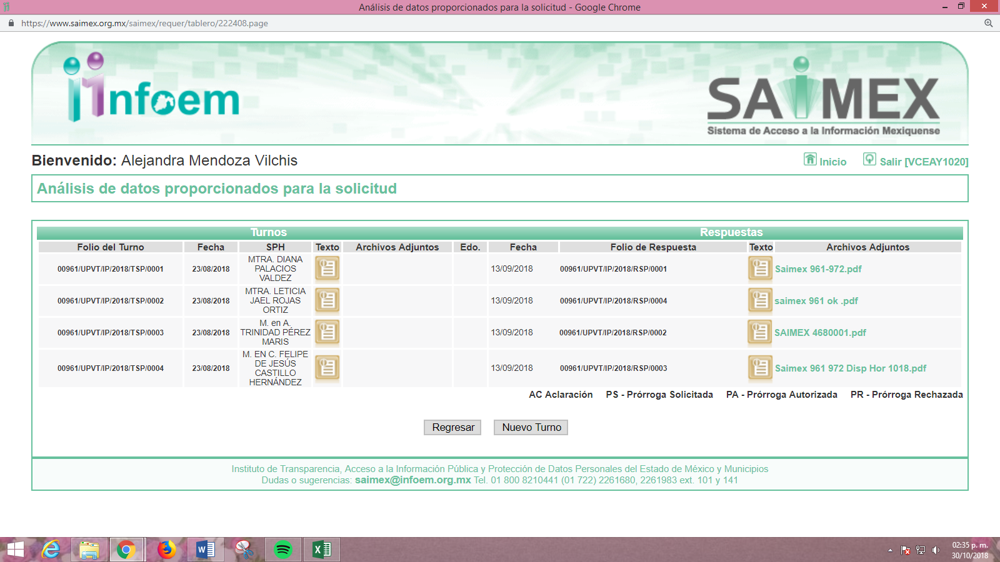 Análisis de datos proporcionados para la solicitud - Google Chrome
https://www.saimex.org.mx/saimex/requer/tablero/222408.page
infoem
SAiMEX
Sistema de Acceso a la Información Mexiquense
Bienvenido: Alejandra Mendoza Vilchis
Inicio Salir [VCEAY1020]
Análisis de datos proporcionados para la solicitud
Turnos Respuestas
Folio del Turno Fecha SPH Texto Archivos Adjuntos Edo. Fecha Folio de Respuesta Texto Archivos Adjuntos
MTRA. DIANA
00961/UPVT/IP/2018/TSP/0001 23/08/2018 PALACIOS 13/09/2018 00961/UPVT/IP/2018/RSP/0001 Saimex 961-972.pdf
VALDEZ
MTRA. LETICIA
00961/UPVT/IP/2018/TSP/0002 23/08/2018 JAEL ROJAS 13/09/2018 00961/UPVT/IP/2018/RSP/0004 saimex 961 ok .pdf
ORTIZ
M. en A.
00961/UPVT/IP/2018/TSP/0003 23/08/2018 TRINIDAD PÉREZ 13/09/2018 00961/UPVT/IP/2018/RSP/0002 SAIMEX 4680001.pdf
MARIS
M. EN C. FELIPE
DE JESÚS
00961/UPVT/IP/2018/TSP/0004 23/08/2018 CASTILLO 13/09/2018 00961/UPVT/IP/2018/RSP/0003 Saimex 961 972 Disp Hor 1018.pdf
HERNÁNDEZ
AC Aclaración PS - Prórroga Solicitada PA - Prórroga Autorizada PR - Prórroga Rechazada
Regresar Nuevo Turno
Instituto de Transparencia, Acceso a la Información Pública y Protección de Datos Personales del Estado de México y Municipios
Dudas o sugerencias: saimex@infoem.org.mx Tel. 01 800 8210441 (01 722) 2261680, 2261983 ext. 101 y 141
02:35 p. m.
30/10/2018